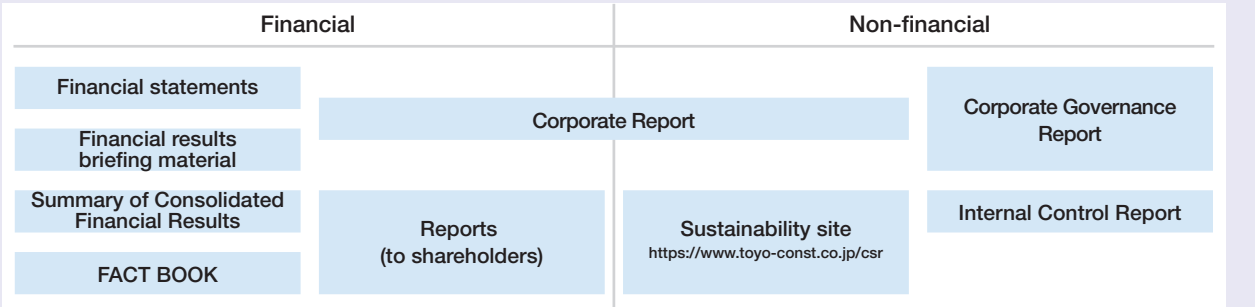 Financial
Non-financial
Financial statements
Financial results
briefing material
Summary of Consolidated
Financial Results
FACT BOOK
Corporate Report
Reports
(to shareholders)
Sustainability site
https://www.toyo-const.co.jp/csr
Corporate Governance
Report
Internal Control Report